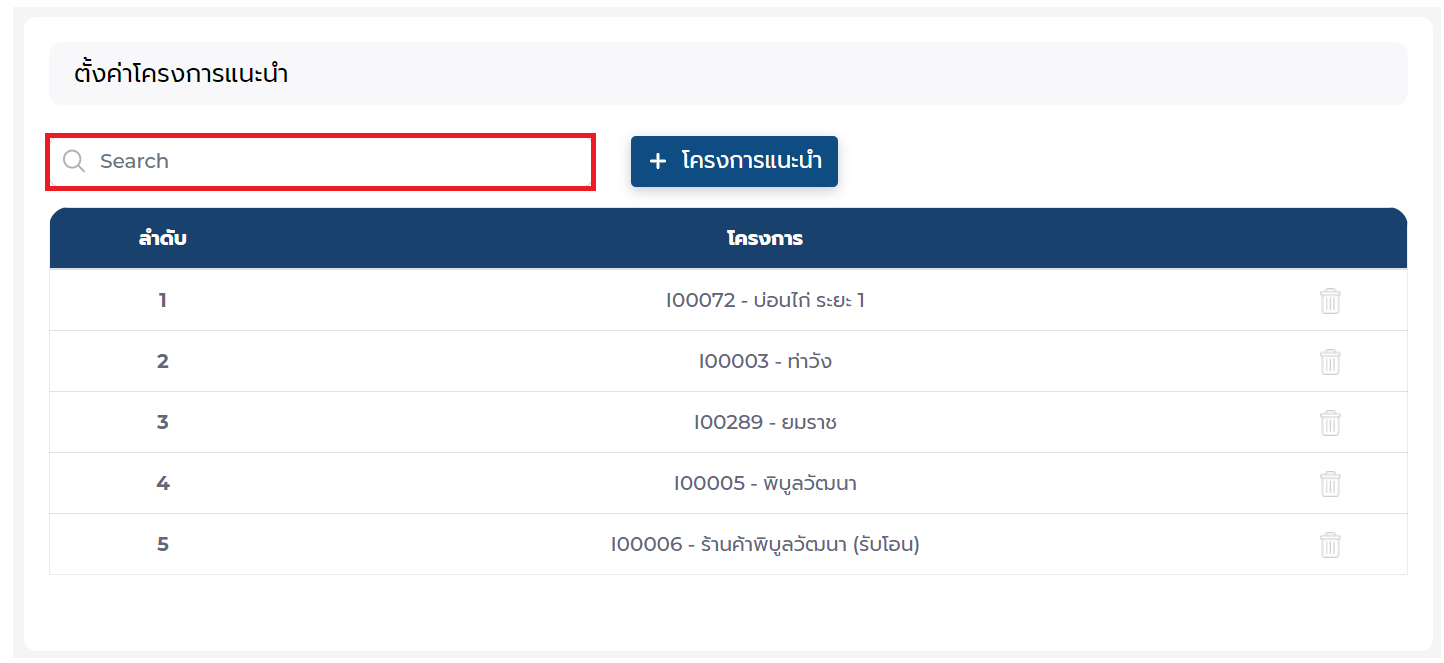 ตั้งค่าโครงการแนะนำ
Search
+ โครงการแนะนำ
ลำดับ โครงการ
1 I00072 - บ่อนไก่ ระยะ 1
2 I00003 - ท่าวัง
3 I00289 - ยมราช
4 I00005 - พิบูลวัฒนา
5 I00006 - ร้านค้าพิบูลวัฒนา (รับโอน)